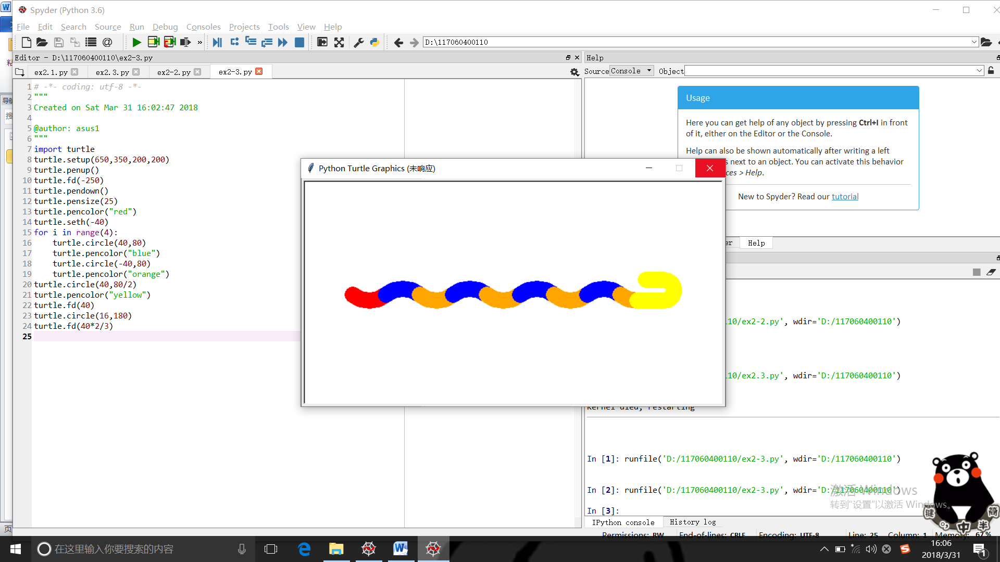 Spyder (Python 3.6)
File Edit Search Source Run Debug Consoles Projects Tools View Help
D:\117060400110
Editor - D:\117060400110\ex2-3.py
Help
ex2.1.py ex2.3.py ex2-2.py ex2-3.py
Source Console Object
1 # -*- coding: utf-8 -*-
2 """
3 Created on Sat Mar 31 16:02:47 2018
4
5 @author: asus1
6 """
7 import turtle
8 turtle.setup(650,350,200,200)
9 turtle.penup()
10 turtle.fd(-250)
11 turtle.pendown()
12 turtle.pensize(25)
13 turtle.pencolor("red")
14 turtle.seth(-40)
15 for i in range(4):
16 turtle.circle(40,80)
17 turtle.pencolor("blue")
18 turtle.circle(-40,80)
19 turtle.pencolor("orange")
20 turtle.circle(40,80/2)
21 turtle.pencolor("yellow")
22 turtle.fd(40)
23 turtle.circle(16,180)
24 turtle.fd(40*2/3)
25
Python Turtle Graphics (未响应)
Usage
Here you can get help of any object by pressing Ctrl+I in front
of it, either on the Editor or the Console.
Help can also be shown automatically after writing a left
next to an object. You can activate this behavior
> Help.
New to Spyder? Read our tutorial
Help
10/ex2-2.py', wdir='D:/117060400110')
10/ex2.3.py', wdir='D:/117060400110')
Kernel died, restarting
In [1]: runfile('D:/117060400110/ex2-3.py', wdir='D:/117060400110')
In [2]: runfile('D:/117060400110/ex2-3.py', wdir='D:/117060400110')
In [3]:
激活 Windows
转到"设置"以激活 Windows。
IPython console History log
Permissions: RW End-of-lines: CRLF Encoding: UTF-8 Line: 25 Column: 1 Memory: 67 %
键 中 半 简
在这里输入你要搜索的内容
16:06
2018/3/31
1